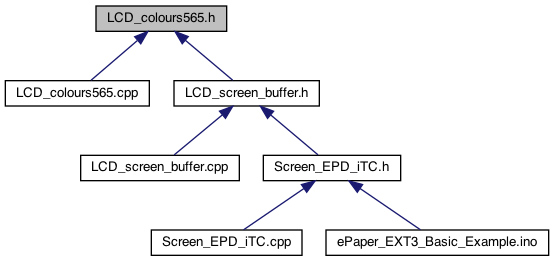 LCD_colours565.h
LCD_colours565.cpp
LCD_screen_buffer.h
LCD_screen_buffer.cpp
Screen_EPD_iTC.h
Screen_EPD_iTC.cpp
ePaper_EXT3_Basic_Example.ino